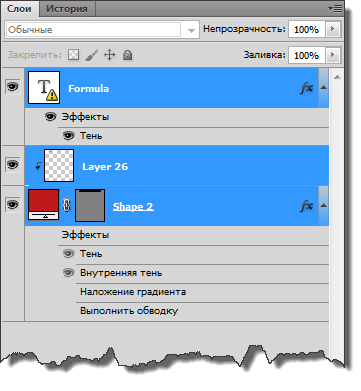 Слои История
Обычные Непрозрачность: 100%
Закрепить: Заливка: 100%
T Formula fx
Эффекты
Тень
Layer 26
Shape 2 fx
Эффекты
Тень
Внутренняя тень
Наложение градиента
Выполнить обводку